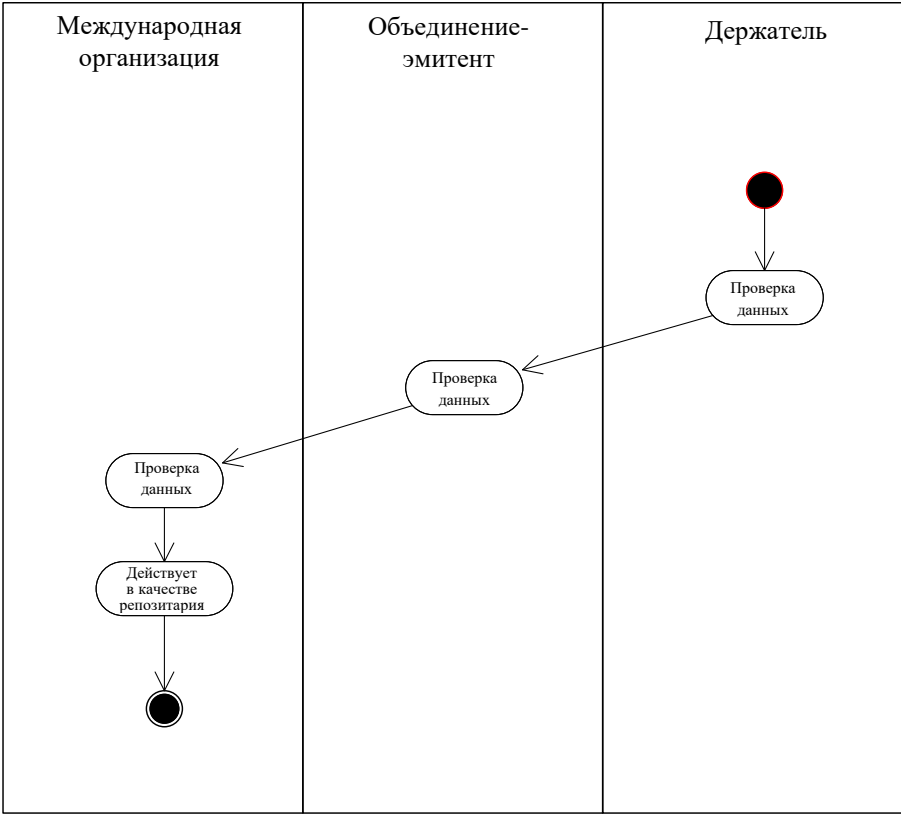 Международная
организация
Объединение-
эмитент
Держатель
Проверка
данных
Проверка
данных
Проверка
данных
Действует
в качестве
репозитария